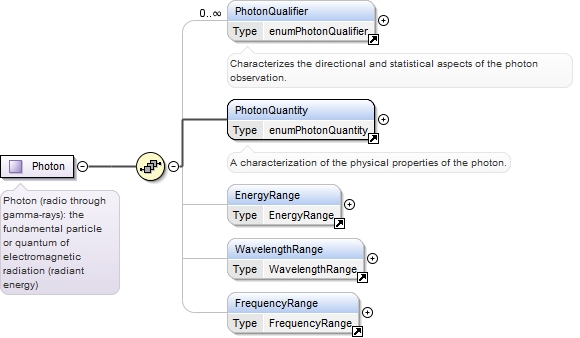 PhotonQualifier
0..∞
Type enumPhotonQualifier
Characterizes the directional and statistical aspects of the photon
observation.
PhotonQuantity
Type enumPhotonQuantity
A characterization of the physical properties of the photon.
Photon
Photon (radio through
gamma-rays): the
fundamental particle
or quantum of
electromagnetic
radiation (radiant
energy)
EnergyRange
Type EnergyRange
WavelengthRange
Type WavelengthRange
FrequencyRange
Type FrequencyRange